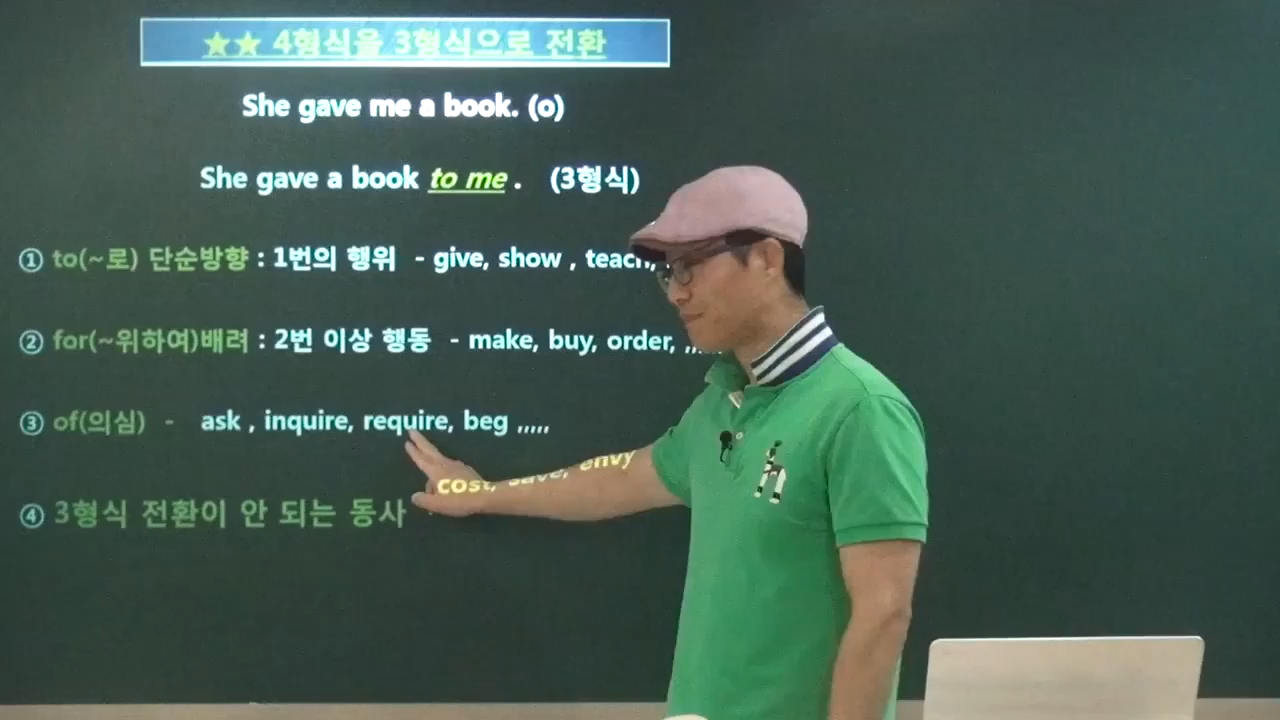 ★★ 4형식을 3형식으로 전환
She gave me a book. (o)
She gave a book to me . (3형식)
① to(~로) 단순방향 : 1번의 행위 - give, show , teach,
② for(~위하여)배려 : 2번 이상 행동 - make, buy, order, ,,,
③ of(의심) - ask , inquire, require, beg ,,,,,
④ 3형식 전환이 안 되는 동사 - cost, save, envy